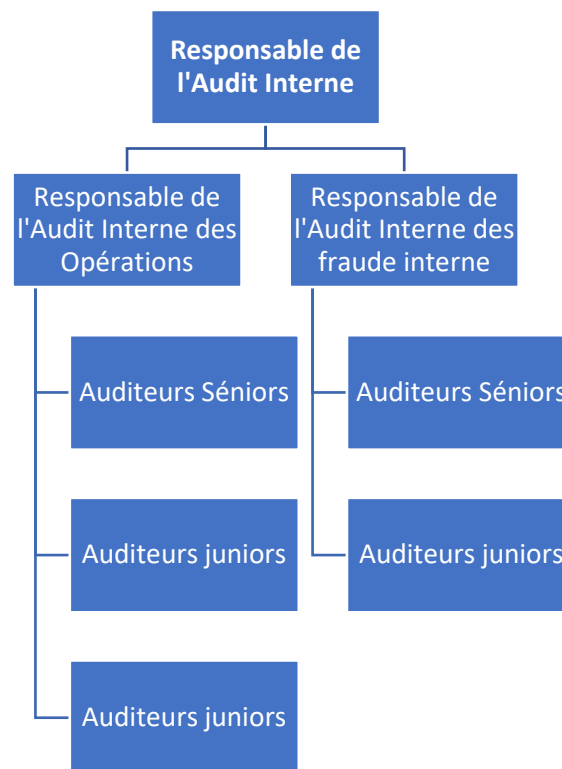 Responsable de
l'Audit Interne
Responsable de
l'Audit Interne des
Opérations
Responsable de
l'Audit Interne des
fraude interne
Auditeurs Séniors
Auditeurs juniors
Auditeurs juniors
Auditeurs Séniors
Auditeurs juniors